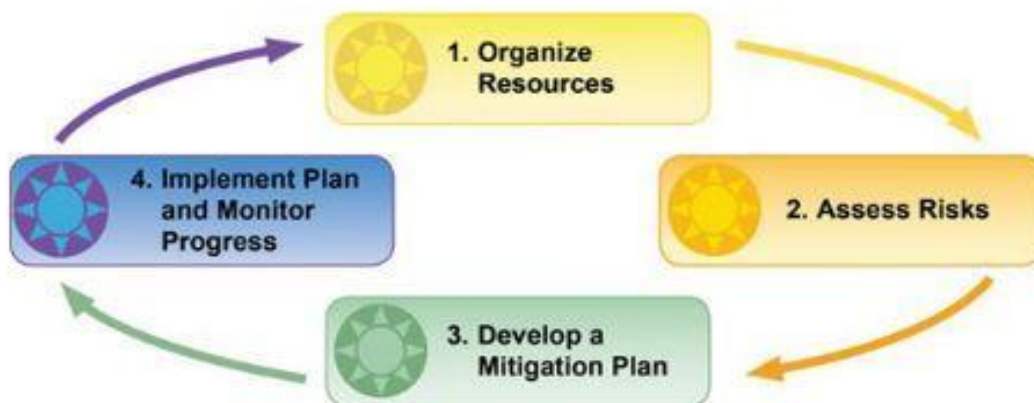 1. Organize
Resources
2. Assess Risks
3. Develop a
Mitigation Plan
4. Implement Plan
and Monitor
Progress